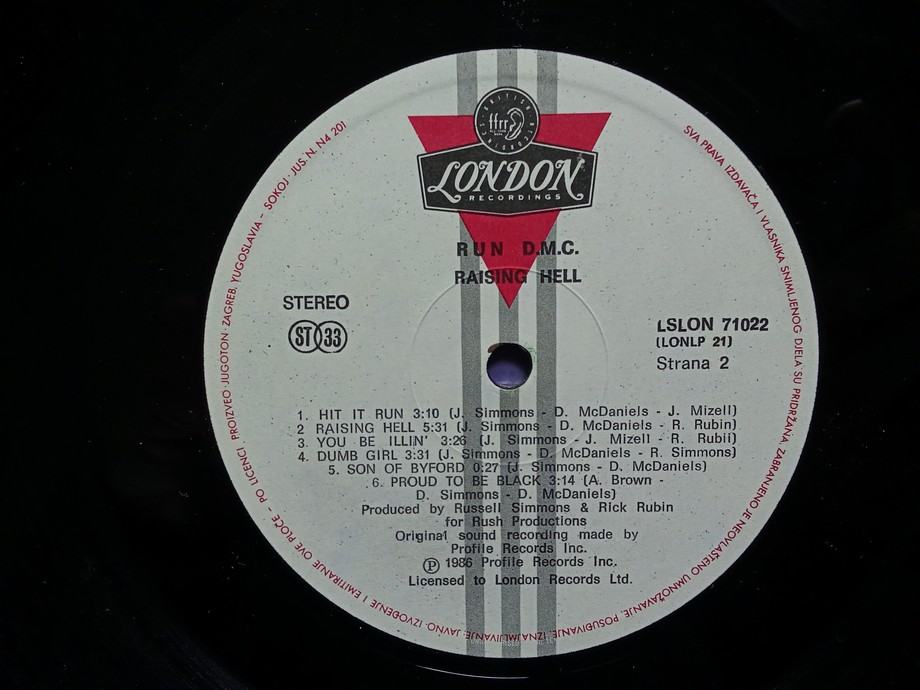 BRITISH RECORDINGS
ffrr
LONDON
RECORDINGS
RUN D.M.C.
RAISING HELL
STEREO
ST 33
LSLON 71022
(LONLP 21)
Strana 2
1. HIT IT RUN 3:10 (J. Simmons - D. McDaniels - J. Mizell)
2 RAISING HELL 5:31 (J. Simmons - D. McDaniels - R. Rubin)
3. YOU BE ILLIN' 3:26 (J. Simmons - J. Mizell - R. Rubii)
4. DUMB GIRL 3:31 (J. Simmons - D. McDaniels - R. Simmons)
5. SON OF BYFORD 0:27 (J. Simmons - D. McDaniels)
6. PROUD TO BE BLACK 3:14 (A. Brown -
D. Simmons - D. McDaniels)
Produced by Russell Simmons & Rick Rubin
for Rush Productions
Original sound recording made by
Profile Records Inc.
Ⓟ 1986 Profile Records Inc.
Licensed to London Records Ltd.
PROIZVEO JUGOTON · ZAGREB, YUGOSLAVIA – SOKOJ · JUS. N. N4 201
SVA PRAVA IZDAVAČA I VLASNIKA SNIMLJENOG DJELA SU PRIDRŽANA. ZABRANJENO JE NEOVLAŠTENO UMNOŽAVANJE, POSUĐIVANJE, IZNAJMLJIVANJE, JAVNO, IZVOĐENJE I EMITIRANJE OVE PLOČE – PO LICENCI